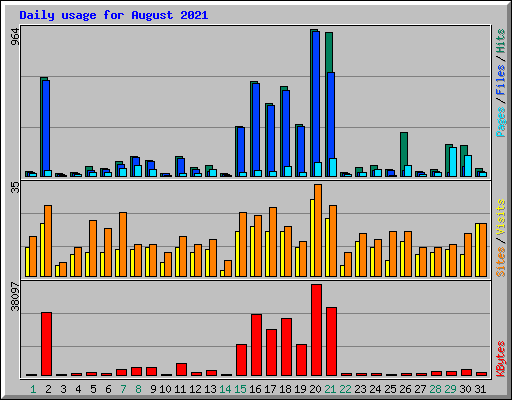 Daily usage for August 2021
964
Pages / Files / Hits
35
Sites / Visits
38097
KBytes
1 2 3 4 5 6 7 8 9 10 11 12 13 14 15 16 17 18 19 20 21 22 23 24 25 26 27 28 29 30 31